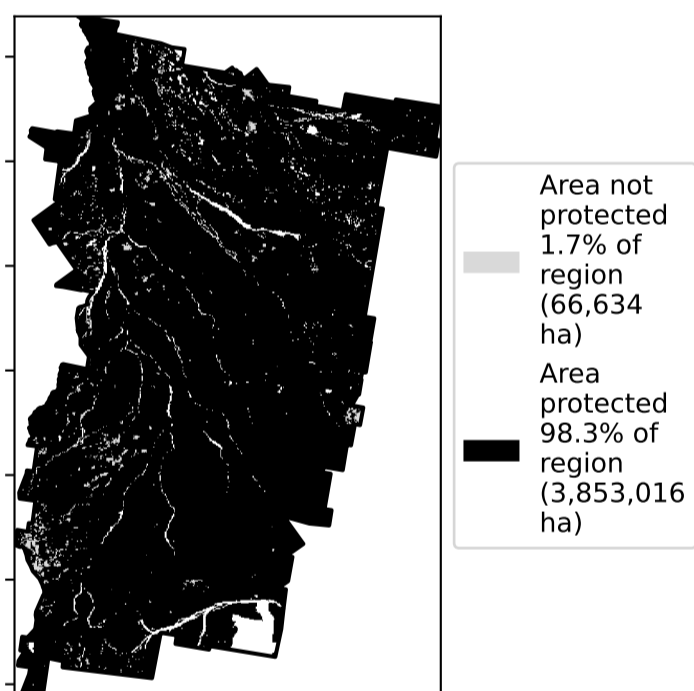 Area not
protected
1.7% of
region
(66,634
ha)
Area
protected
98.3% of
region
(3,853,016
ha)